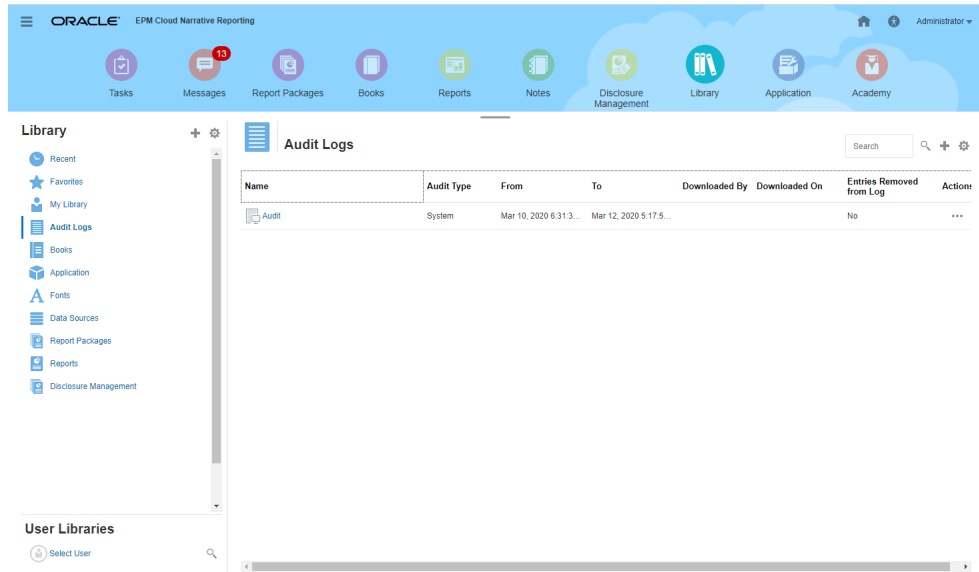 ORACLE® EPM Cloud Narrative Reporting Administrator
13
Tasks Messages Report Packages Books Reports Notes Disclosure Management Library Application Academy
Library
Recent
Favorites
My Library
Audit Logs
Books
Application
Fonts
Data Sources
Report Packages
Reports
Disclosure Management
User Libraries
Select User
Audit Logs
Search
Name Audit Type From To Downloaded By Downloaded On Entries Removed from Log Actions
Audit System Mar 10, 2020 6:31:3... Mar 12, 2020 5:17:5... No